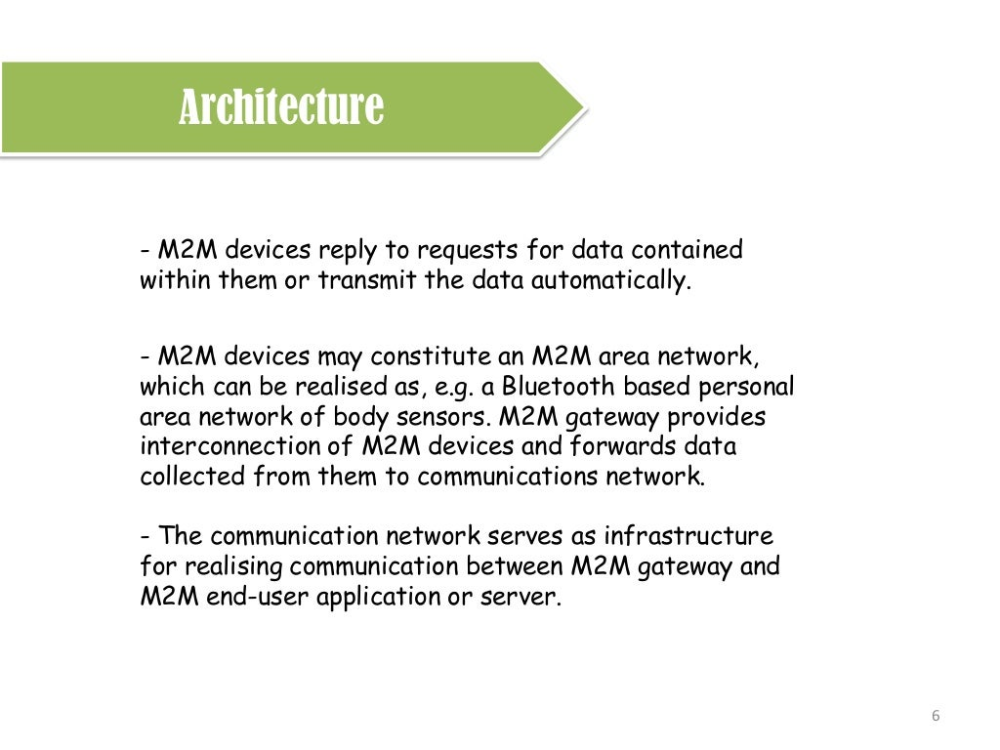 Architecture
- M2M devices reply to requests for data contained
within them or transmit the data automatically.
- M2M devices may constitute an M2M area network,
which can be realised as, e.g. a Bluetooth based personal
area network of body sensors. M2M gateway provides
interconnection of M2M devices and forwards data
collected from them to communications network.
- The communication network serves as infrastructure
for realising communication between M2M gateway and
M2M end-user application or server.
6